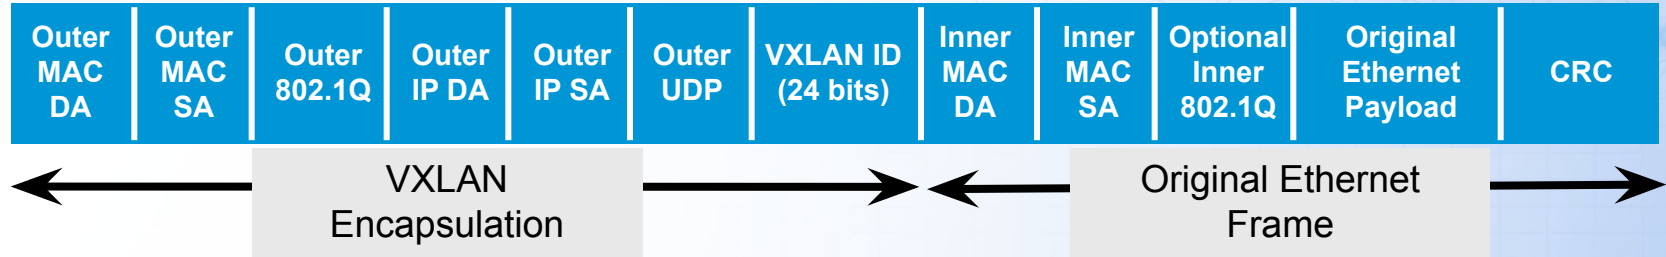 Outer
MAC
DA
Outer
MAC
SA
Outer
802.1Q
Outer
IP DA
Outer
IP SA
Outer
UDP
VXLAN ID
(24 bits)
Inner
MAC
DA
Inner
MAC
SA
Optional
Inner
802.1Q
Original
Ethernet
Payload
CRC
VXLAN
Encapsulation
Original Ethernet
Frame